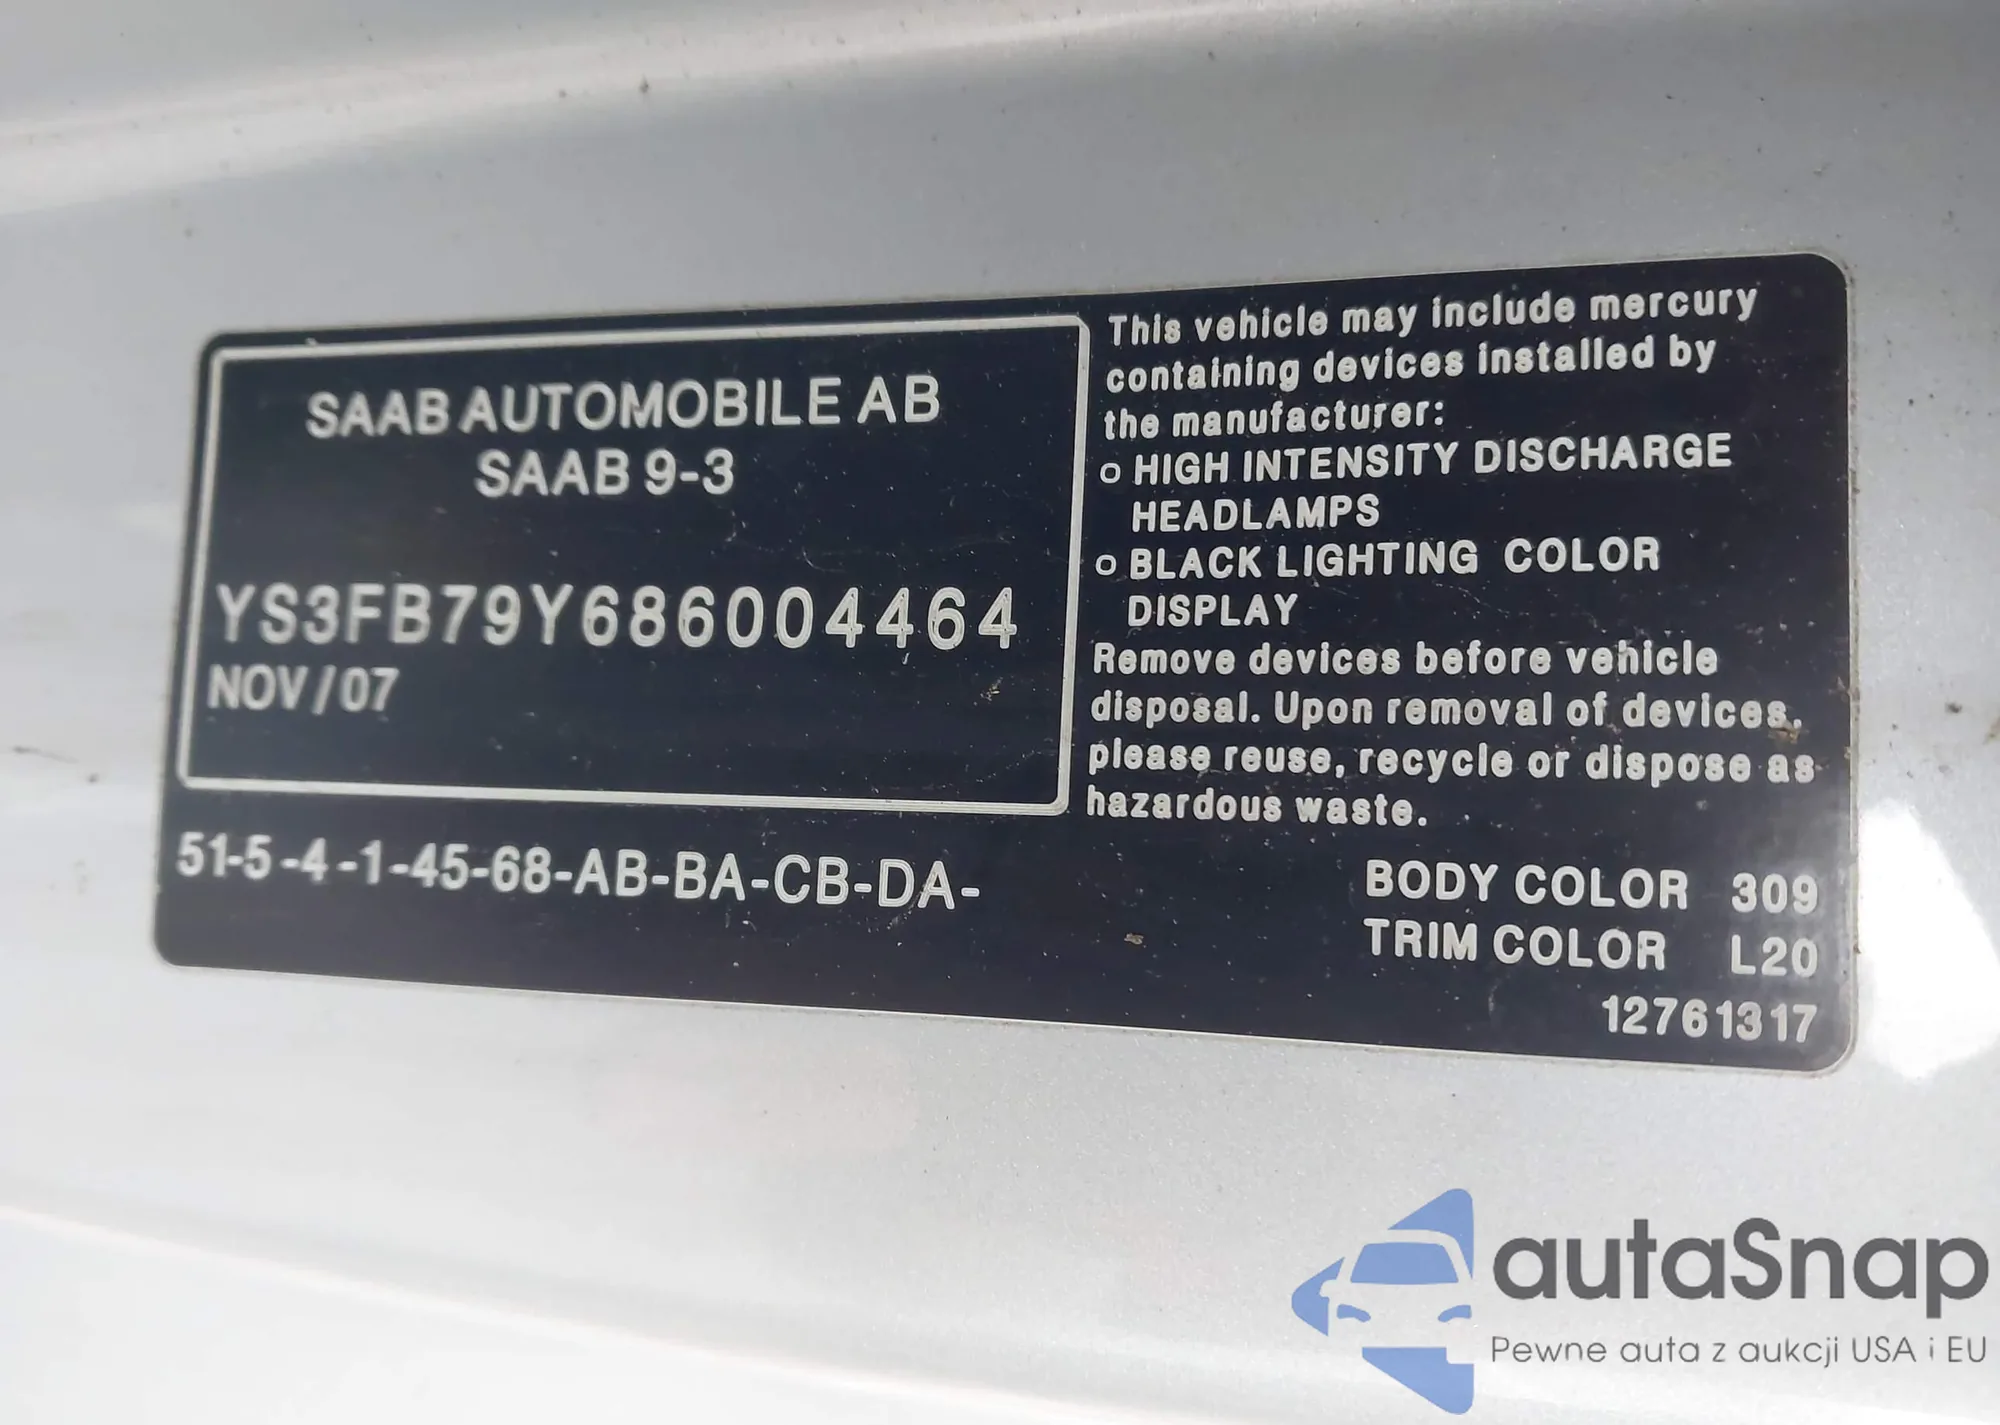 SAAB AUTOMOBILE AB
SAAB 9-3
YS3FB79Y686004464
NOV/07
51-5-4-1-45-68-AB-BA-CB-DA-
This vehicle may include mercury
containing devices installed by
the manufacturer:
o HIGH INTENSITY DISCHARGE
HEADLAMPS
o BLACK LIGHTING COLOR
DISPLAY
Remove devices before vehicle
disposal. Upon removal of devices,
please reuse, recycle or dispose as
hazardous waste.
BODY COLOR 309
TRIM COLOR L20
12761317
autaSnap
Pewne auta z aukcji USA i EU